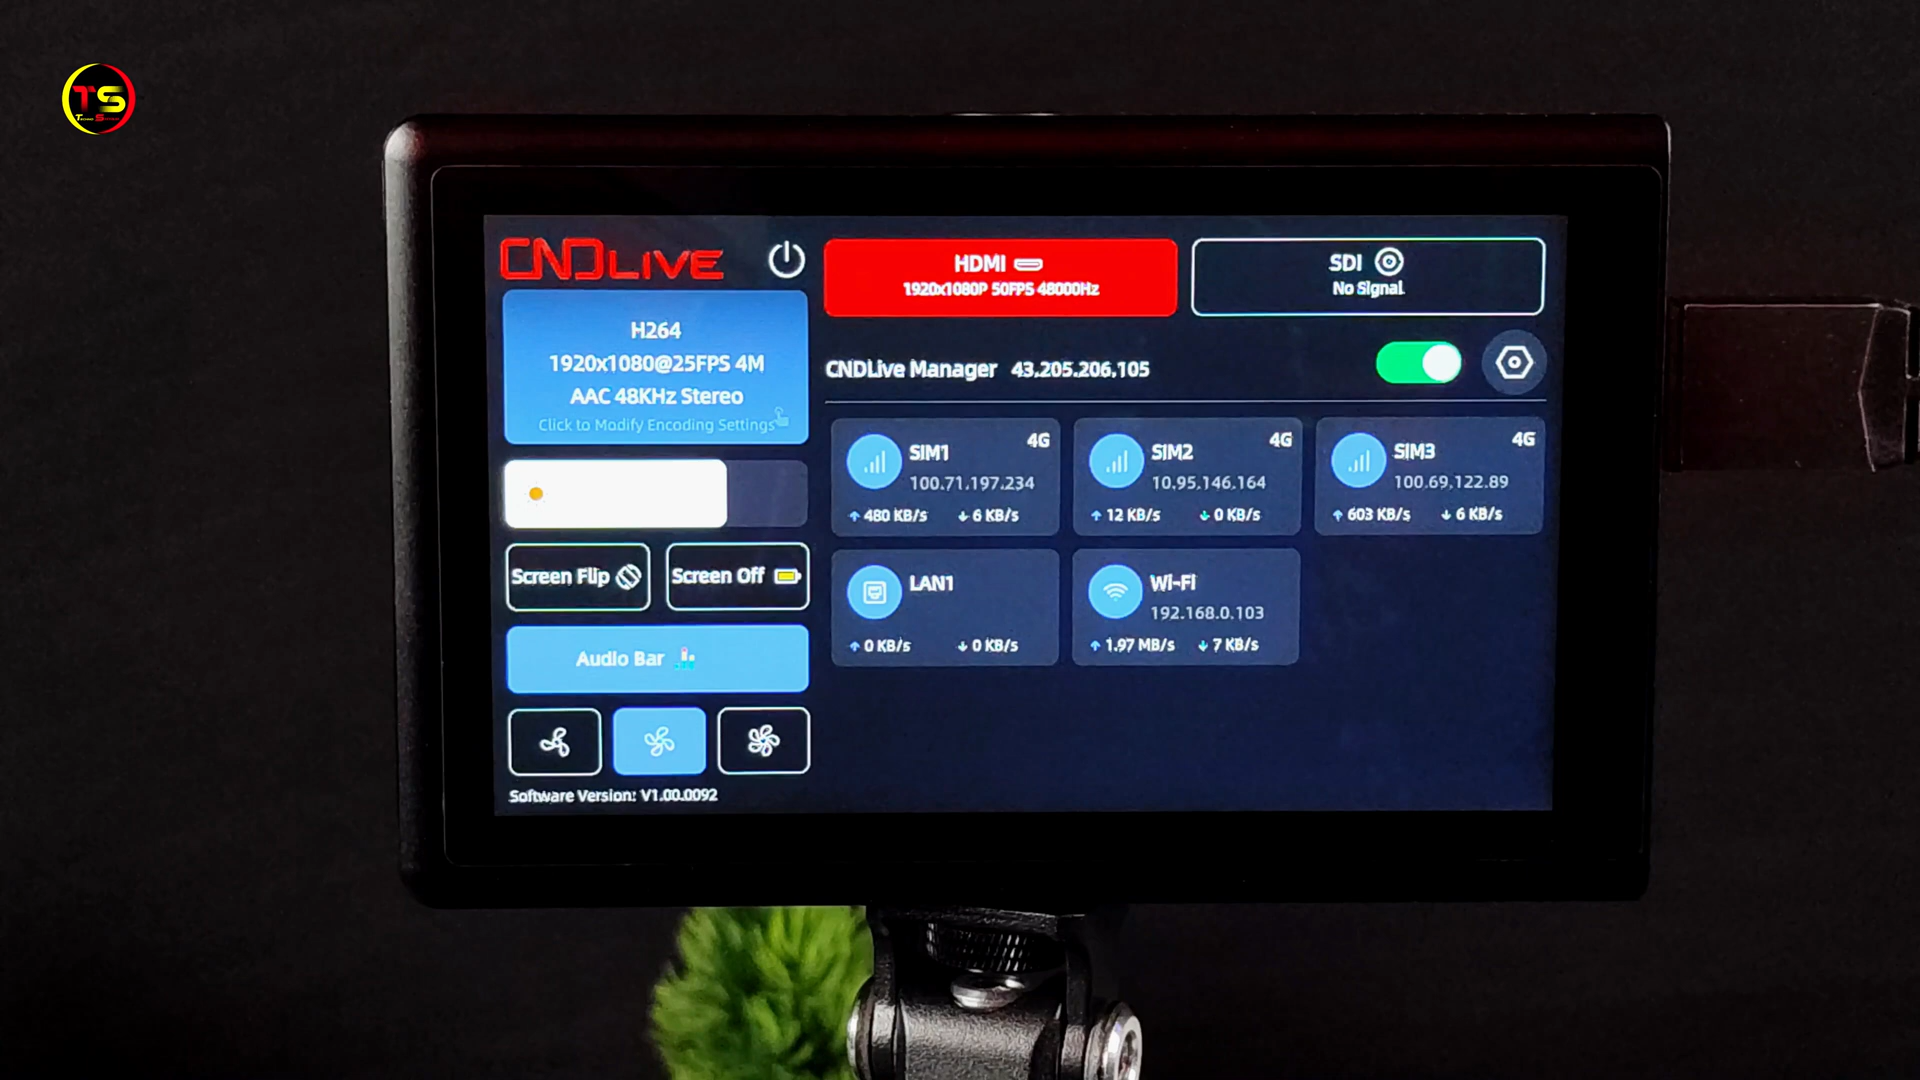 TS
CNDLIVE
H264
1920x1080@25FPS 4M
AAC 48KHz Stereo
Click to Modify Encoding Settings
Screen Flip
Screen Off
Audio Bar
Software Version: V1.00.0092
HDMI
1920x1080P 50FPS 48000Hz
SDI
No Signal
CNDLive Manager 43.205.206.105
SIM1 4G
100.71.197.234
480 KB/s 6 KB/s
SIM2 4G
10.95.146.164
12 KB/s 0 KB/s
SIM3 4G
100.69.122.89
603 KB/s 6 KB/s
LAN1
0 KB/s 0 KB/s
Wi-Fi
192.168.0.103
1.97 MB/s 7 KB/s